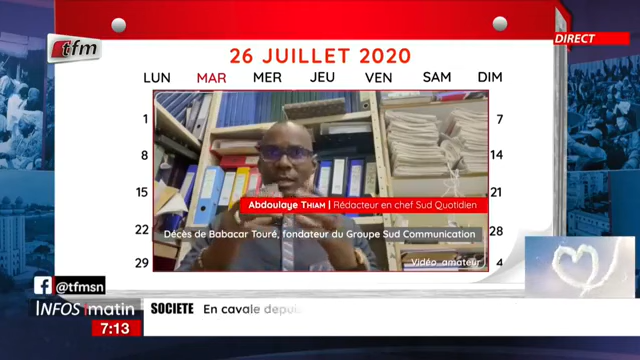 tfm
DIRECT
26 JUILLET 2020
LUN MAR MER JEU VEN SAM DIM
1 7
8 14
15 21
22 28
29 4
Abdoulaye THIAM | Rédacteur en chef Sud Quotidien
Décès de Babacar Touré, fondateur du Groupe Sud Communication
Vidéo amateur
@tfmsn
INFOS matin
SOCIETE En cavale depuis
7:13